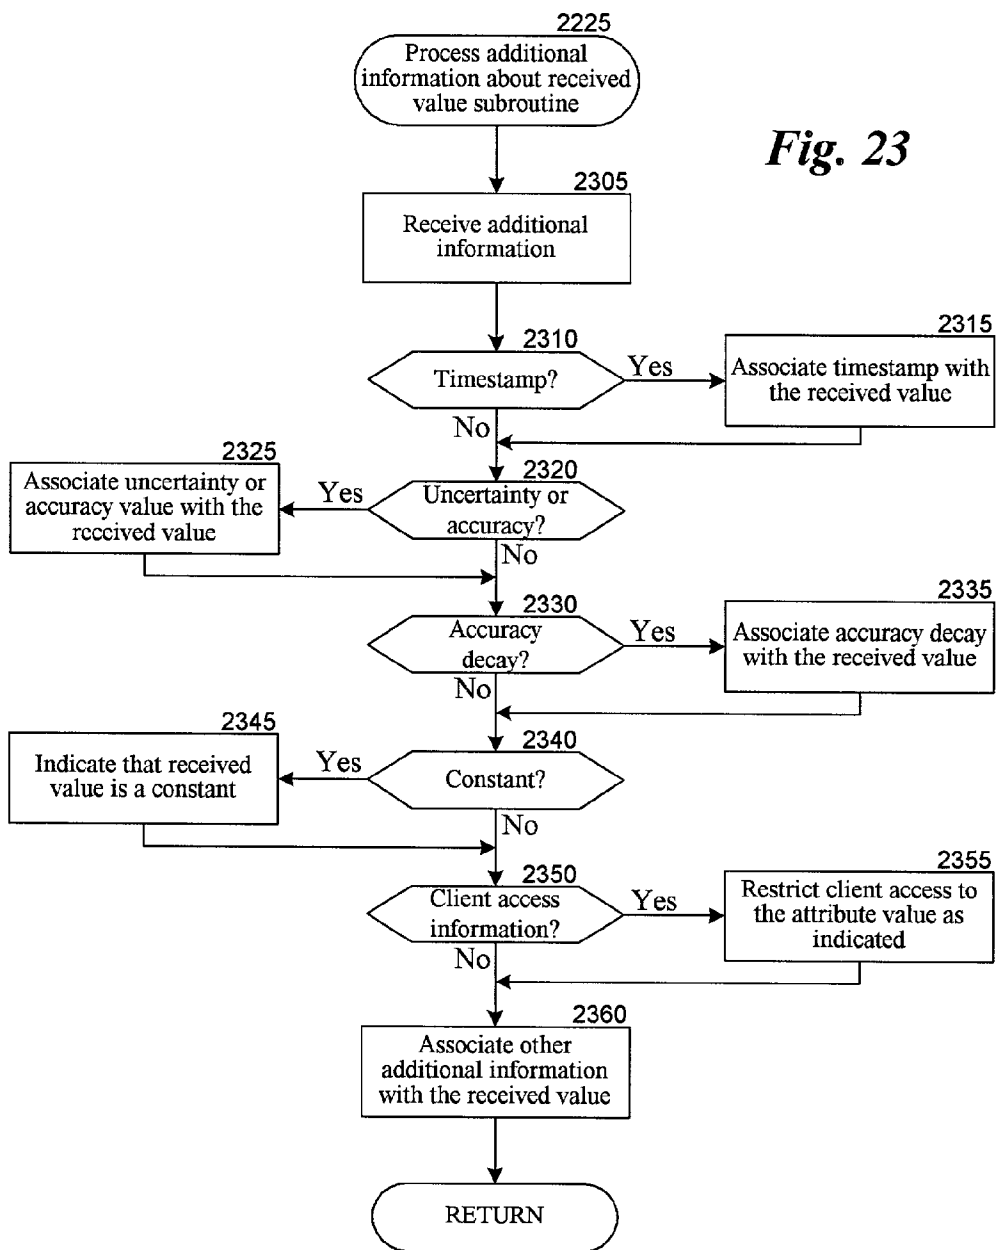 2225
Process additional
information about received
value subroutine
Fig. 23
2305
Receive additional
information
2310
Timestamp?
Yes
No
2315
Associate timestamp with
the received value
2320
Uncertainty or
accuracy?
Yes
No
2325
Associate uncertainty or
accuracy value with the
received value
2330
Accuracy
decay?
Yes
No
2335
Associate accuracy decay
with the received value
2340
Constant?
Yes
No
2345
Indicate that received
value is a constant
2350
Client access
information?
Yes
No
2355
Restrict client access to
the attribute value as
indicated
2360
Associate other
additional information
with the received value
RETURN